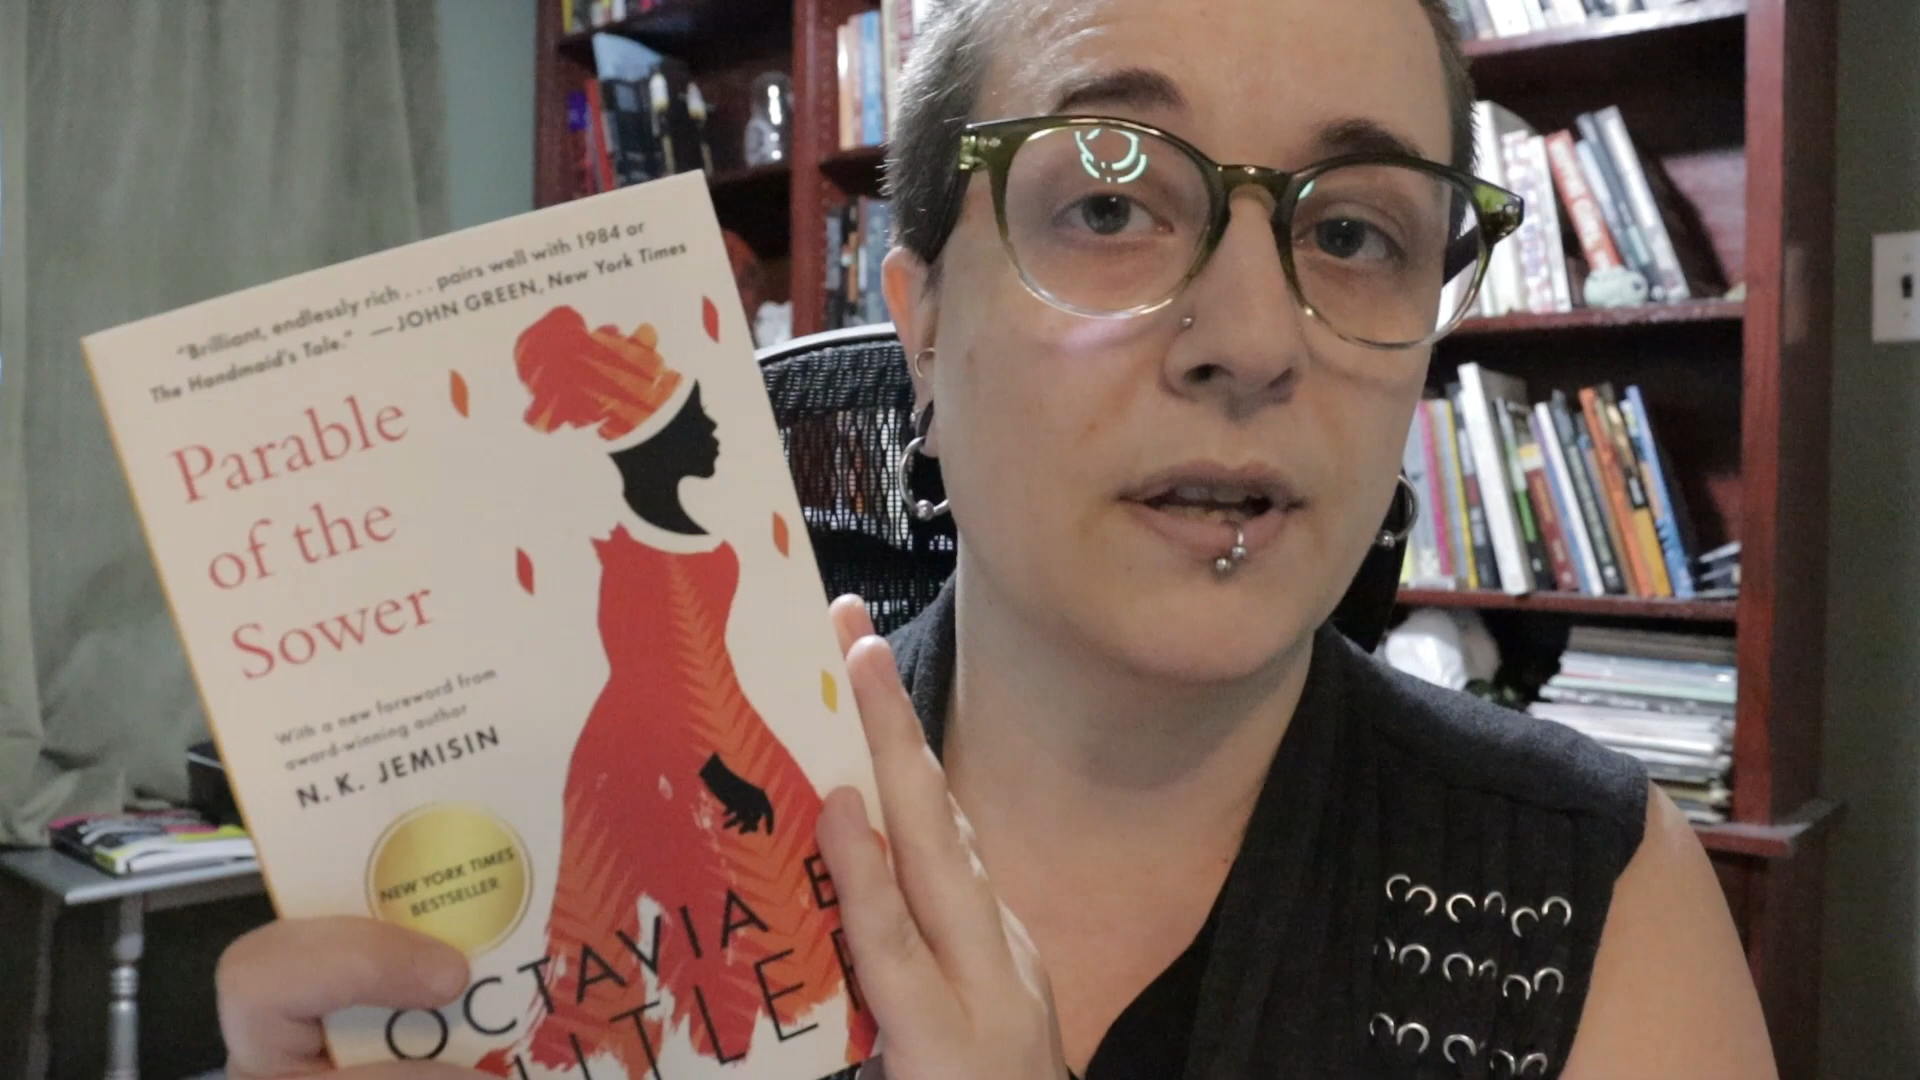 "Brilliant, endlessly rich . . . pairs well with 1984 or
The Handmaid's Tale." —JOHN GREEN, New York Times
Parable
of the
Sower
With a new foreword from
award-winning author
N. K. JEMISIN
NEW YORK TIMES
BESTSELLER
OCTAVIA